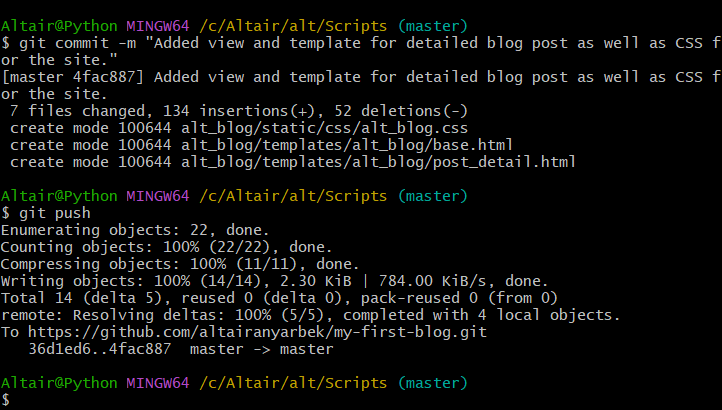 Altair@Python MINGW64 /c/Altair/alt/Scripts (master)
$ git commit -m "Added view and template for detailed blog post as well as CSS f
or the site."
[master 4fac887] Added view and template for detailed blog post as well as CSS f
or the site.
 7 files changed, 134 insertions(+), 52 deletions(-)
 create mode 100644 alt_blog/static/css/alt_blog.css
 create mode 100644 alt_blog/templates/alt_blog/base.html
 create mode 100644 alt_blog/templates/alt_blog/post_detail.html
Altair@Python MINGW64 /c/Altair/alt/Scripts (master)
$ git push
Enumerating objects: 22, done.
Counting objects: 100% (22/22), done.
Compressing objects: 100% (11/11), done.
Writing objects: 100% (14/14), 2.30 KiB | 784.00 KiB/s, done.
Total 14 (delta 5), reused 0 (delta 0), pack-reused 0 (from 0)
remote: Resolving deltas: 100% (5/5), completed with 4 local objects.
To https://github.com/altairanyarbek/my-first-blog.git
   36d1ed6..4fac887  master -> master
Altair@Python MINGW64 /c/Altair/alt/Scripts (master)
$